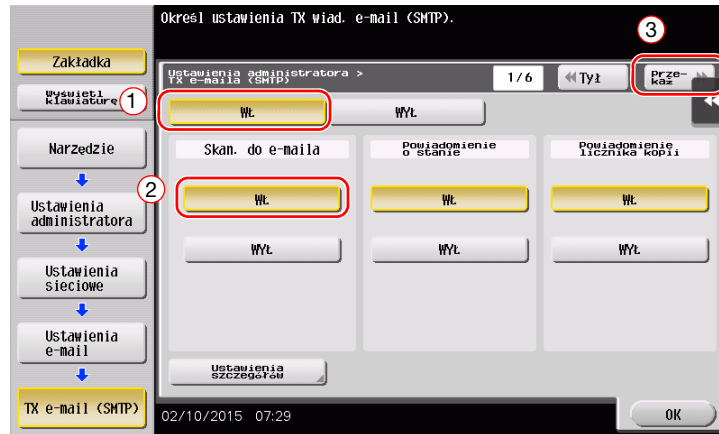 Określ ustawienia TX wiad. e-mail (SMTP).
3
Zakładka
Wyświetl
klawiaturę
1
Ustawienia administratora >
TX e-maila (SMTP)
1/6
Tył
Prze-
każ
WŁ
WYŁ
Narzędzie
Skan. do e-maila
Powiadomienie
o stanie
Powiadomienie
licznika kopii
2
Ustawienia
administratora
WŁ
WŁ
WŁ
WYŁ
WYŁ
WYŁ
Ustawienia
sieciowe
Ustawienia
e-mail
Ustawienia
szczegółów
TX e-mail (SMTP)
02/10/2015 07:29
OK